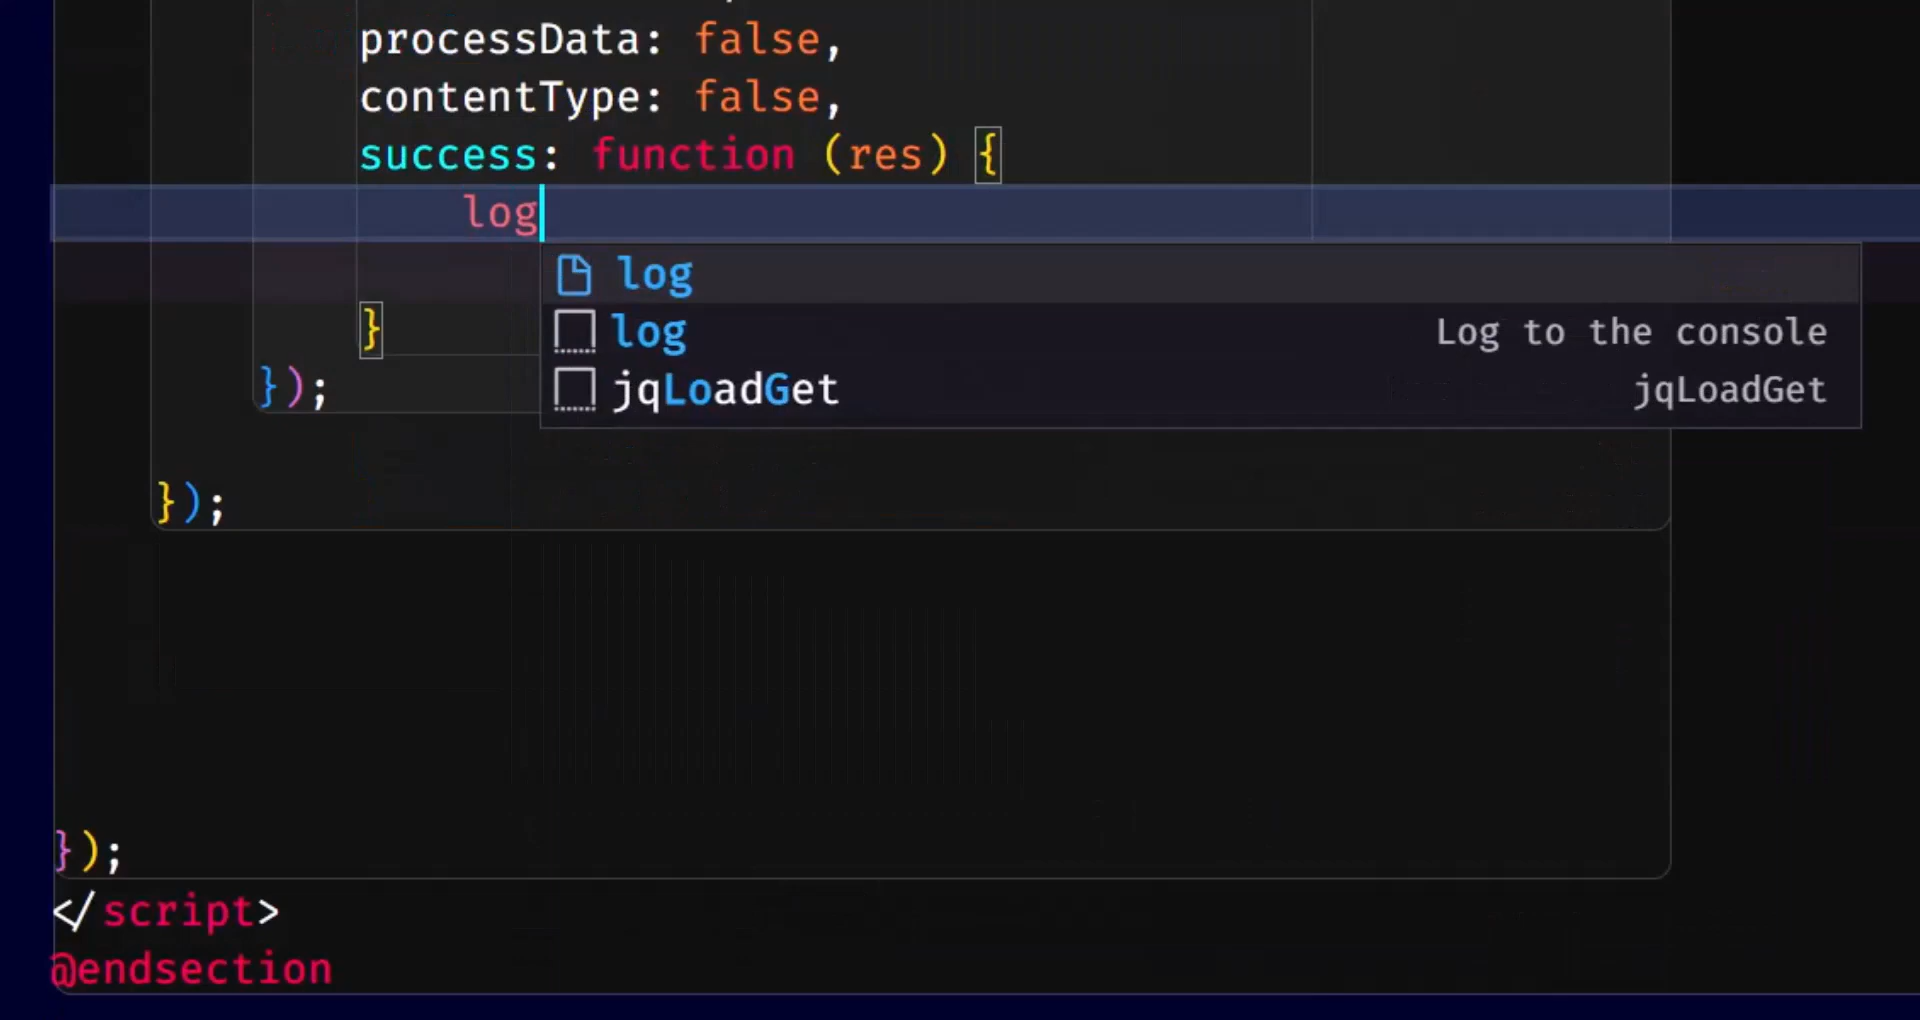 processData: false,
contentType: false,
success: function (res) {
log
log
log Log to the console
}
jqLoadGet jqLoadGet
});
});
});
</script>
@endsection